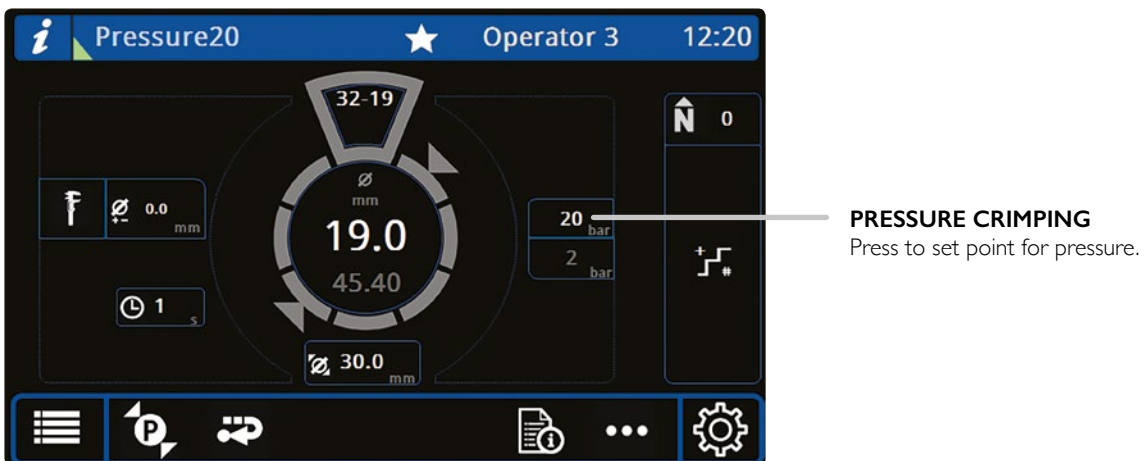 i Pressure20 Operator 3 12:20
32-19
N 0
Ø
mm
Ø 0.0
+-
mm
19.0
45.40
20
bar
2
bar
PRESSURE CRIMPING
Press to set point for pressure.
+
#
1
s
Ø 30.0
mm
P
i